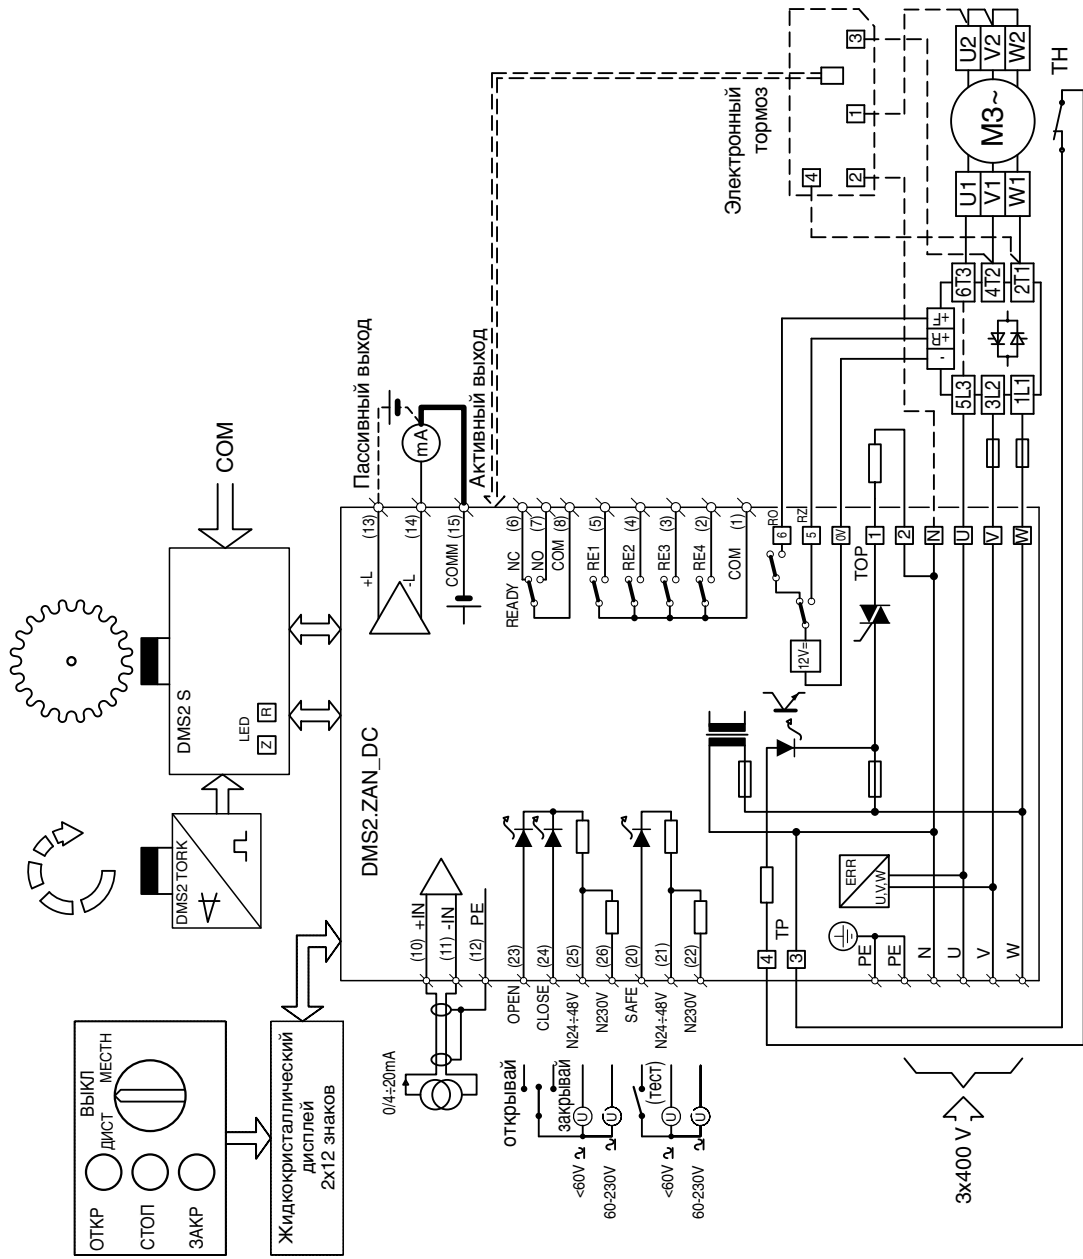 ОТКР
СТОП
ЗАКР
ДИСТ
ВЫКЛ
МЕСТН
Жидкокристаллический
дисплей
2x12 знаков
DMS2 TORK
DMS2 S
LED
Z
R
COM
DMS2.ZAN_DC
0/4÷20mA
(10) +IN
(11) -IN
(12) PE
открывай
закрывай
OPEN (23)
CLOSE (24)
N24÷48V (25)
N230V (26)
<60V
U
60-230V
U
(тест)
SAFE (20)
N24÷48V (21)
N230V (22)
<60V
U
60-230V
U
+L (13)
-L (14)
COMM (15)
Пассивный выход
mA
Активный выход
READY
NC (6)
NO (7)
COM (8)
RE1 (5)
RE2 (4)
RE3 (3)
RE4 (2)
COM (1)
12V=
RO
6
RZ
5
0V
TOP
1
2
N
U
V
W
4
TP
3
ERR
U,V,W
PE
PE
N
U
V
W
3x400 V
Электронный
тормоз
4
2
1
3
-
+R
+F
5L3
3L2
1L1
6T3
4T2
2T1
U1
V1
W1
M3~
U2
V2
W2
TH